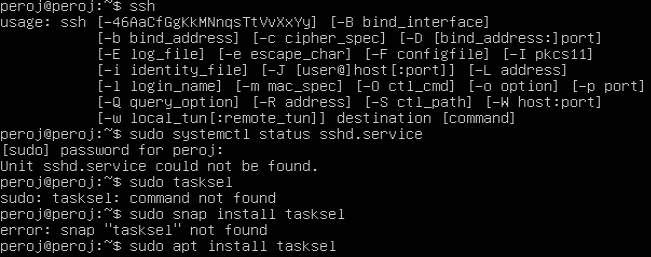 peroj@peroj:~$ ssh
usage: ssh [-46AaCfGgKkMNnqsTtVvXxYy] [-B bind_interface]
           [-b bind_address] [-c cipher_spec] [-D [bind_address:]port]
           [-E log_file] [-e escape_char] [-F configfile] [-I pkcs11]
           [-i identity_file] [-J [user@]host[:port]] [-L address]
           [-l login_name] [-m mac_spec] [-O ctl_cmd] [-o option] [-p port]
           [-Q query_option] [-R address] [-S ctl_path] [-W host:port]
           [-w local_tun[:remote_tun]] destination [command]
peroj@peroj:~$ sudo systemctl status sshd.service
[sudo] password for peroj:
Unit sshd.service could not be found.
peroj@peroj:~$ sudo tasksel
sudo: tasksel: command not found
peroj@peroj:~$ sudo snap install tasksel
error: snap "tasksel" not found
peroj@peroj:~$ sudo apt install tasksel